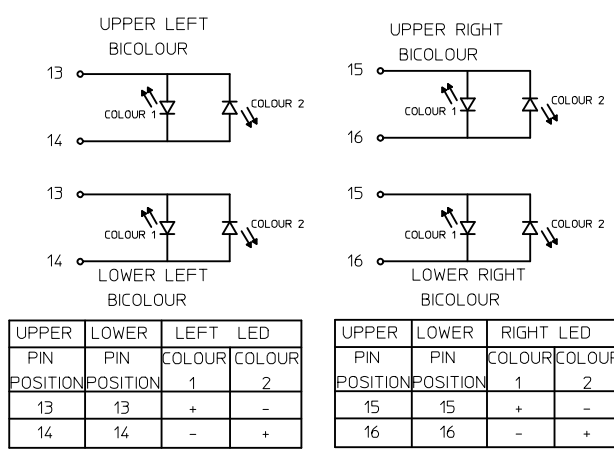 UPPER LEFT
BICOLOUR
13
COLOUR 1
COLOUR 2
14
13
COLOUR 1
COLOUR 2
14
LOWER LEFT
BICOLOUR
UPPER RIGHT
BICOLOUR
15
COLOUR 1
COLOUR 2
16
15
COLOUR 1
COLOUR 2
16
LOWER RIGHT
BICOLOUR
UPPER LOWER LEFT LED
PIN PIN COLOUR COLOUR
POSITION POSITION 1 2
13 13 + -
14 14 - +
UPPER LOWER RIGHT LED
PIN PIN COLOUR COLOUR
POSITION POSITION 1 2
15 15 + -
16 16 - +